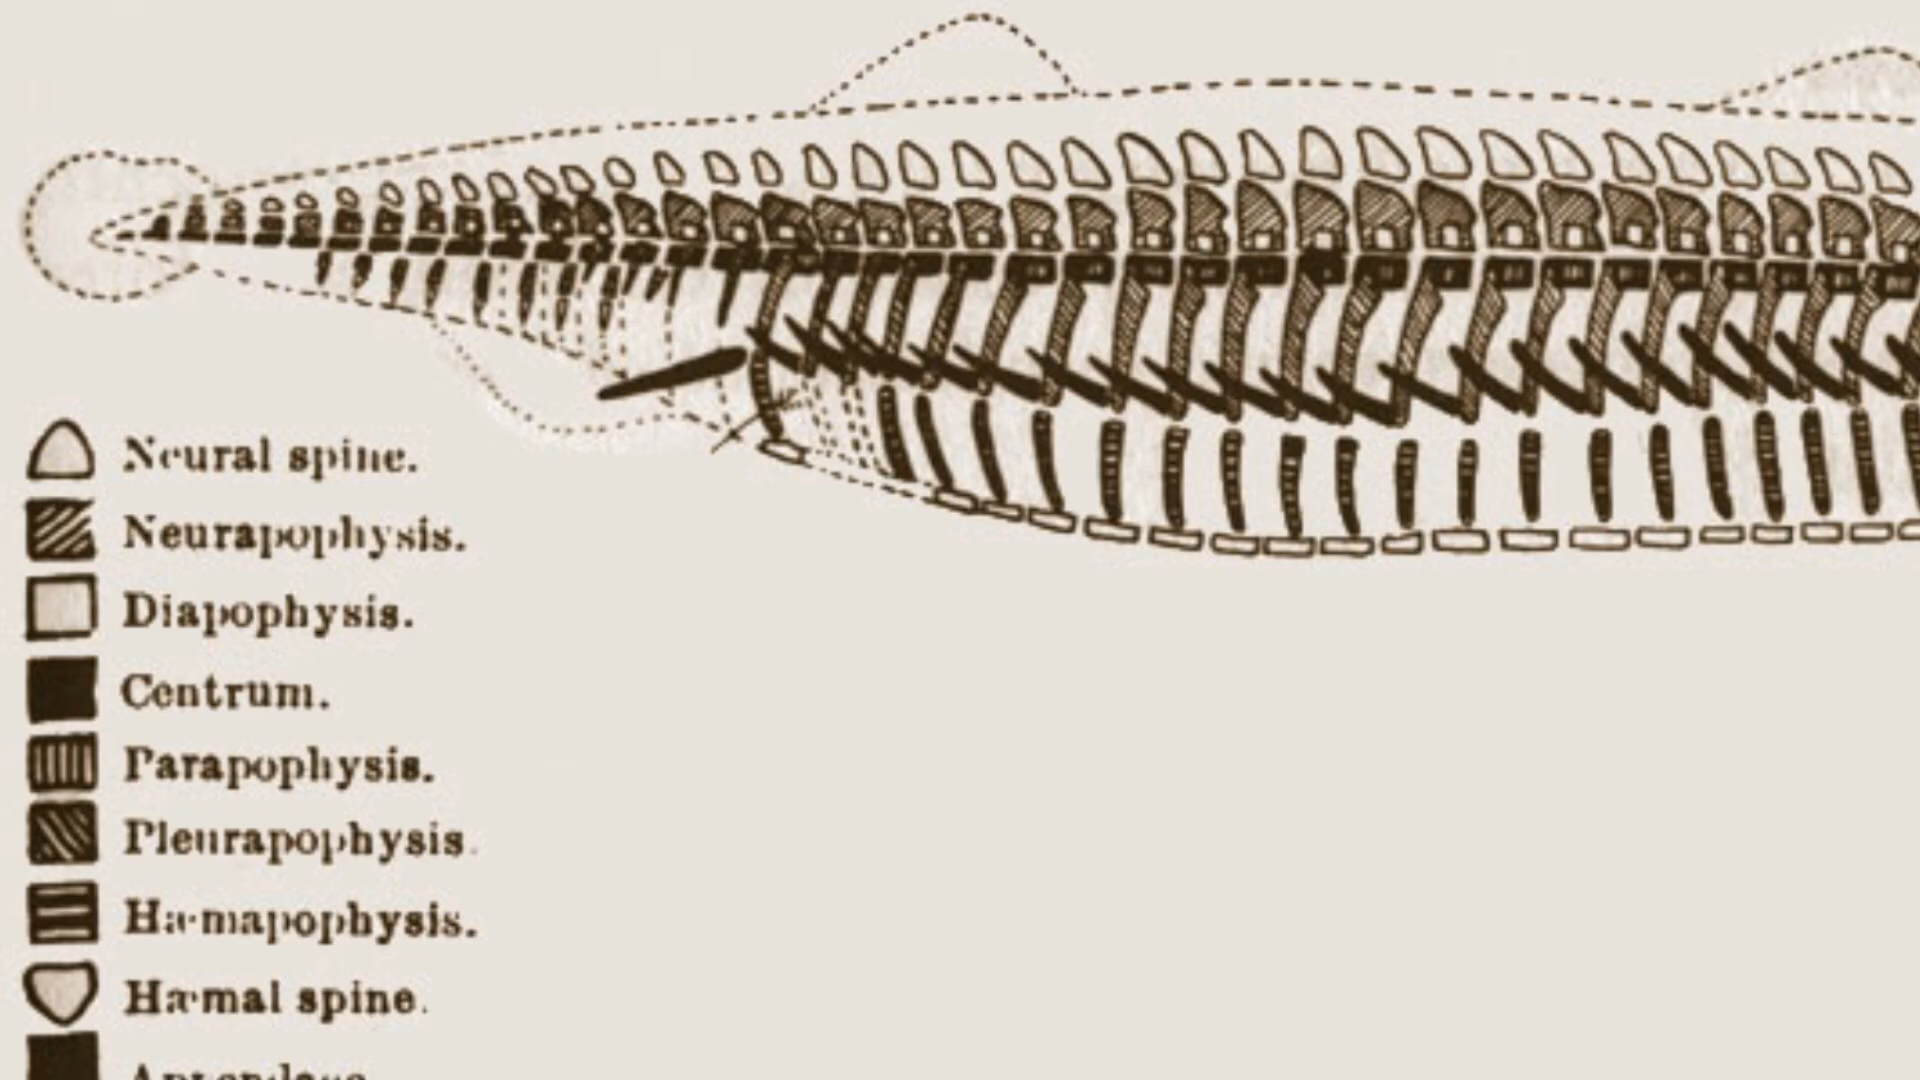 Neural spine.
Neurapophysis.
Diapophysis.
Centrum.
Parapophysis.
Pleurapophysis.
Hæmapophysis.
Hæmal spine.